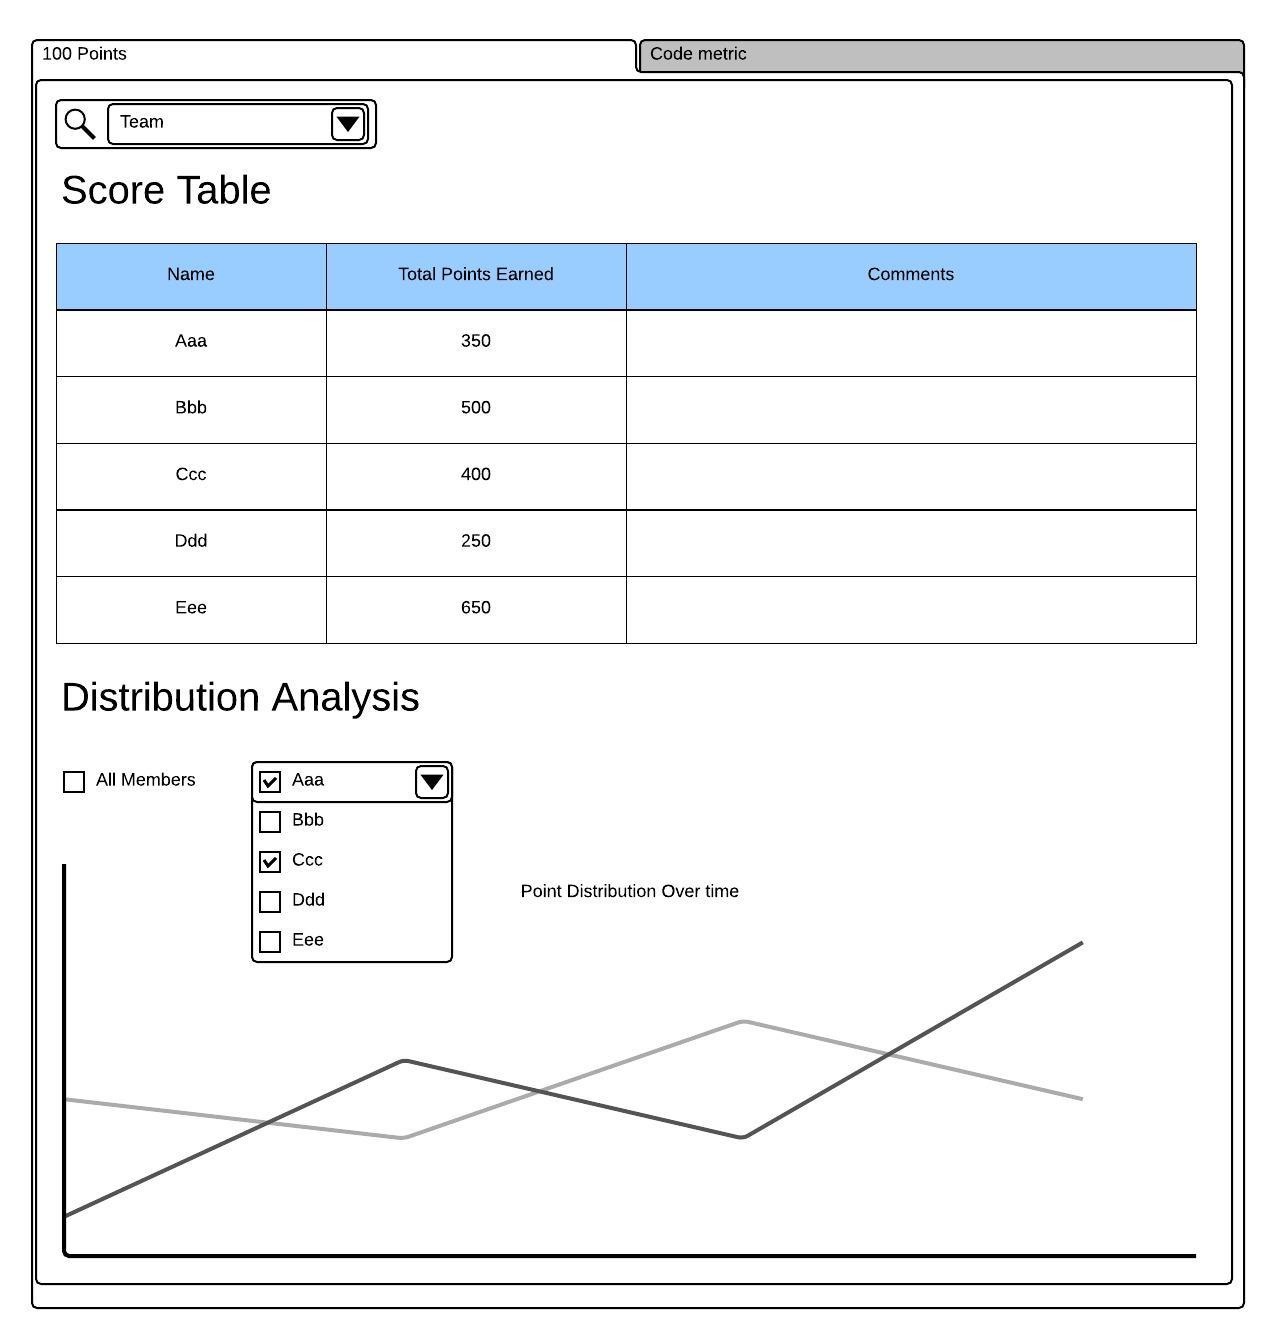 100 Points
Code metric
Team
Score Table
Name Total Points Earned Comments
Aaa 350
Bbb 500
Ccc 400
Ddd 250
Eee 650
Distribution Analysis
All Members
Aaa
Bbb
Ccc
Ddd
Eee
Point Distribution Over time